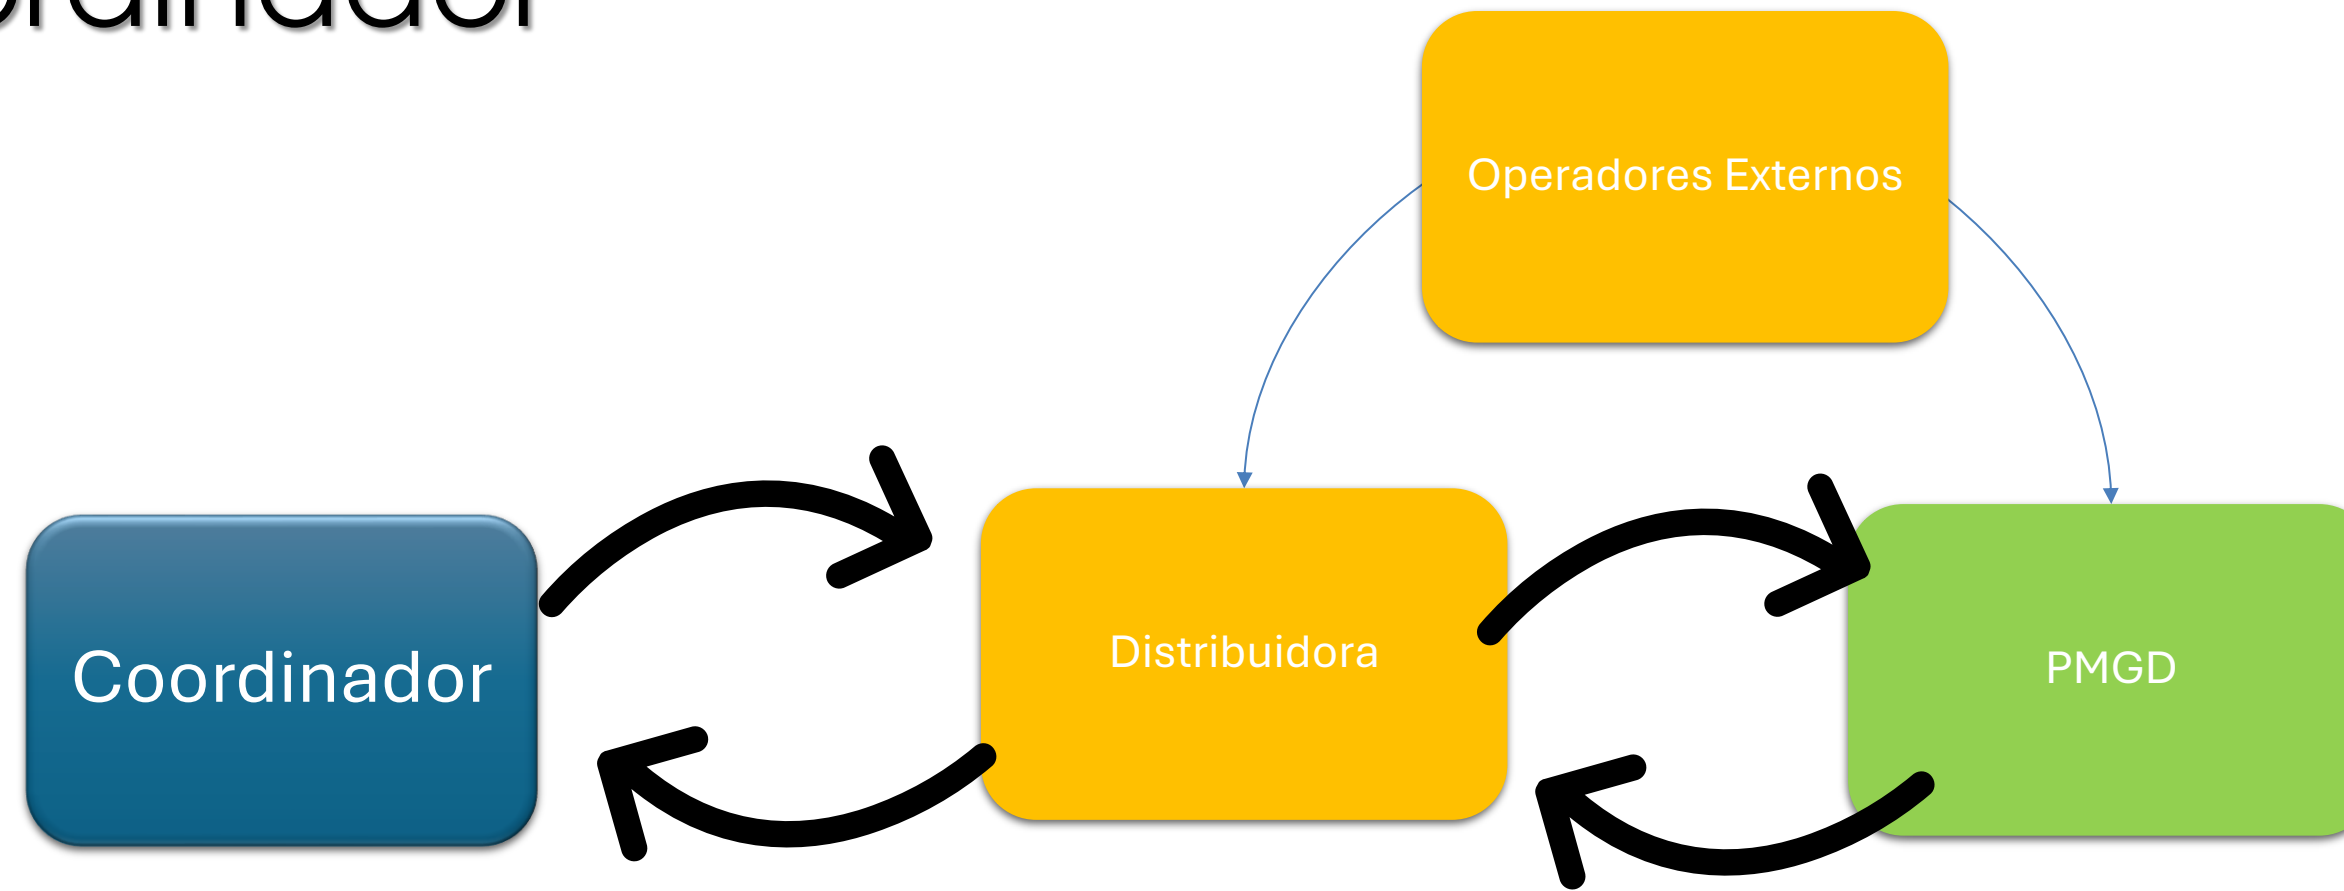 Operadores Externos
Coordinador
Distribuidora
PMGD